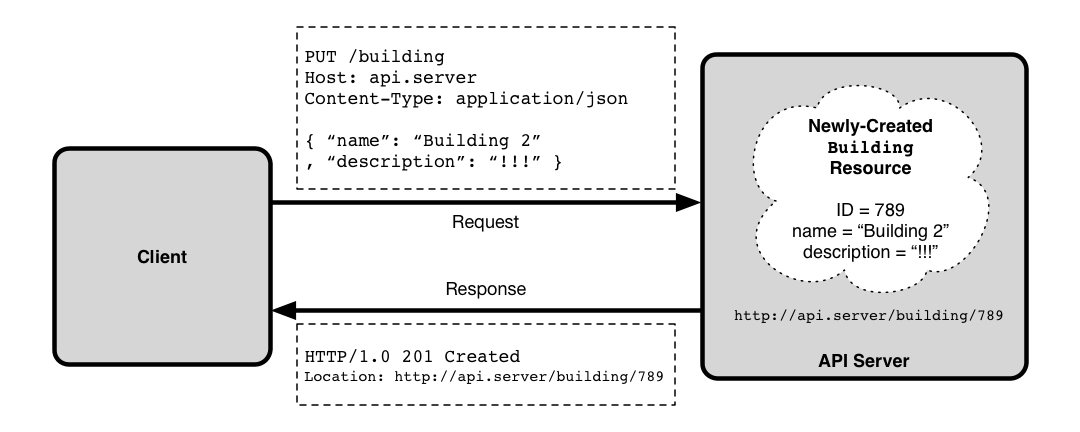 PUT /building
Host: api.server
Content-Type: application/json
{ “name”: “Building 2”
, “description”: “!!!” }
Request
Client
Response
HTTP/1.0 201 Created
Location: http://api.server/building/789
Newly-Created
Building
Resource
ID = 789
name = “Building 2”
description = “!!!”
http://api.server/building/789
API Server